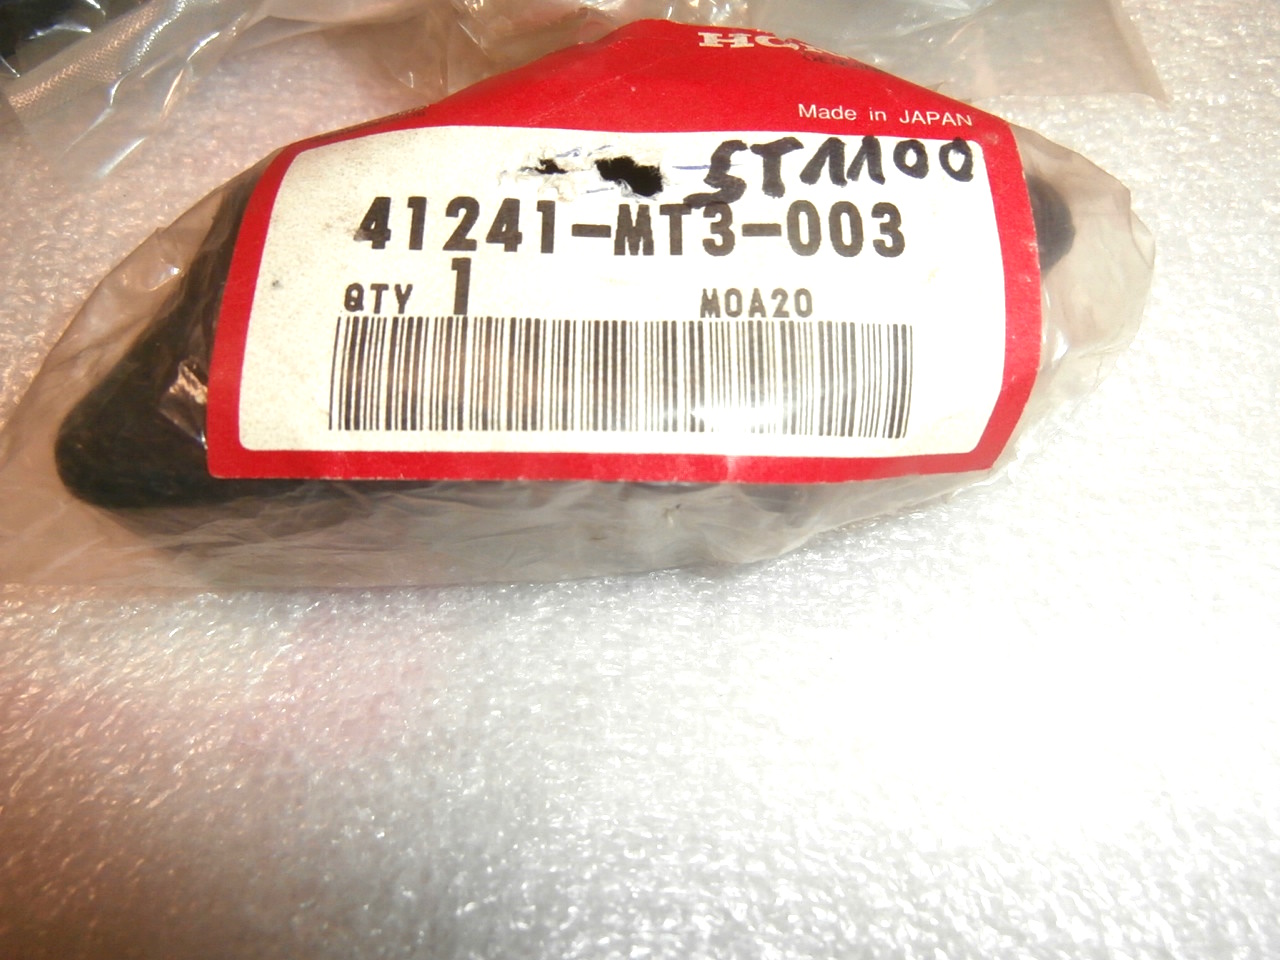 Made in JAPAN
ST1100
41241-MT3-003
QTY 1 MOA20